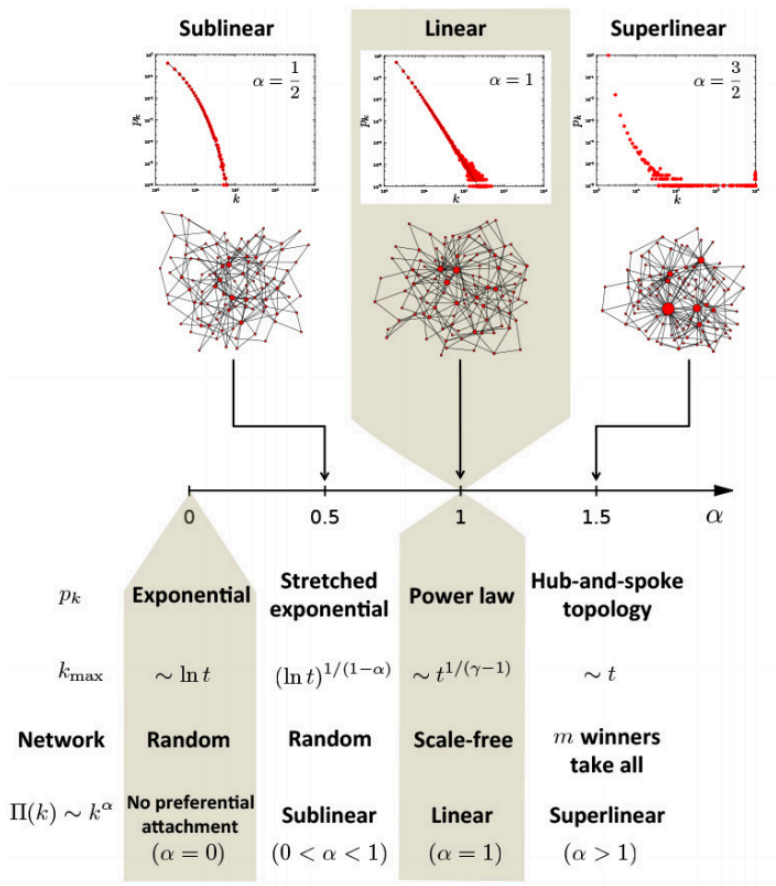 Sublinear
Linear
Superlinear
α = 1/2
α = 1
α = 3/2
p_k
p_k
p_k
k
k
k
0
0.5
1
1.5
α
p_k
Exponential
Stretched
exponential
Power law
Hub-and-spoke
topology
k_max
~ ln t
(ln t)^{1/(1−α)}
~ t^{1/(γ−1)}
~ t
Network
Random
Random
Scale-free
m winners
take all
Π(k) ~ k^α
No preferential
attachment
(α = 0)
Sublinear
(0 < α < 1)
Linear
(α = 1)
Superlinear
(α > 1)